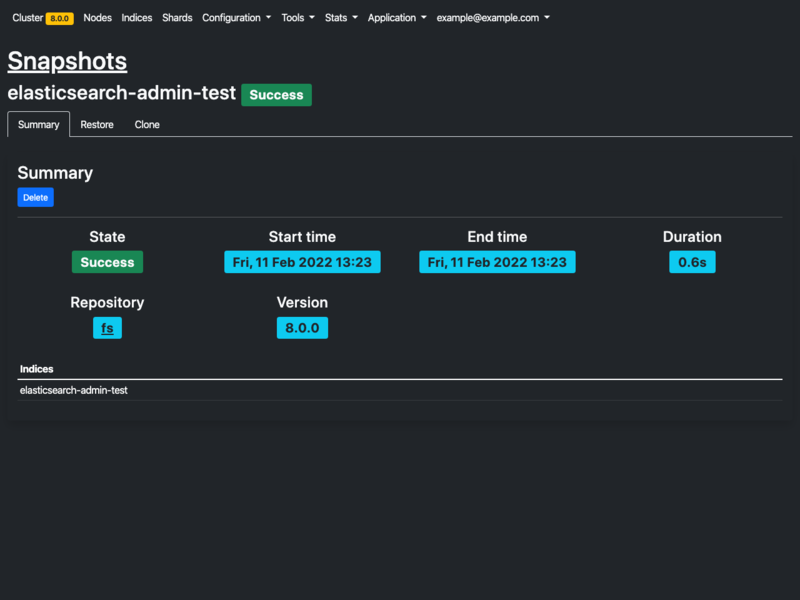 Cluster 8.0.0 Nodes Indices Shards Configuration Tools Stats Application example@example.com
Snapshots
elasticsearch-admin-test Success
Summary Restore Clone
Summary
Delete
State Start time End time Duration
Success Fri, 11 Feb 2022 13:23 Fri, 11 Feb 2022 13:23 0.6s
Repository Version
fs 8.0.0
Indices
elasticsearch-admin-test